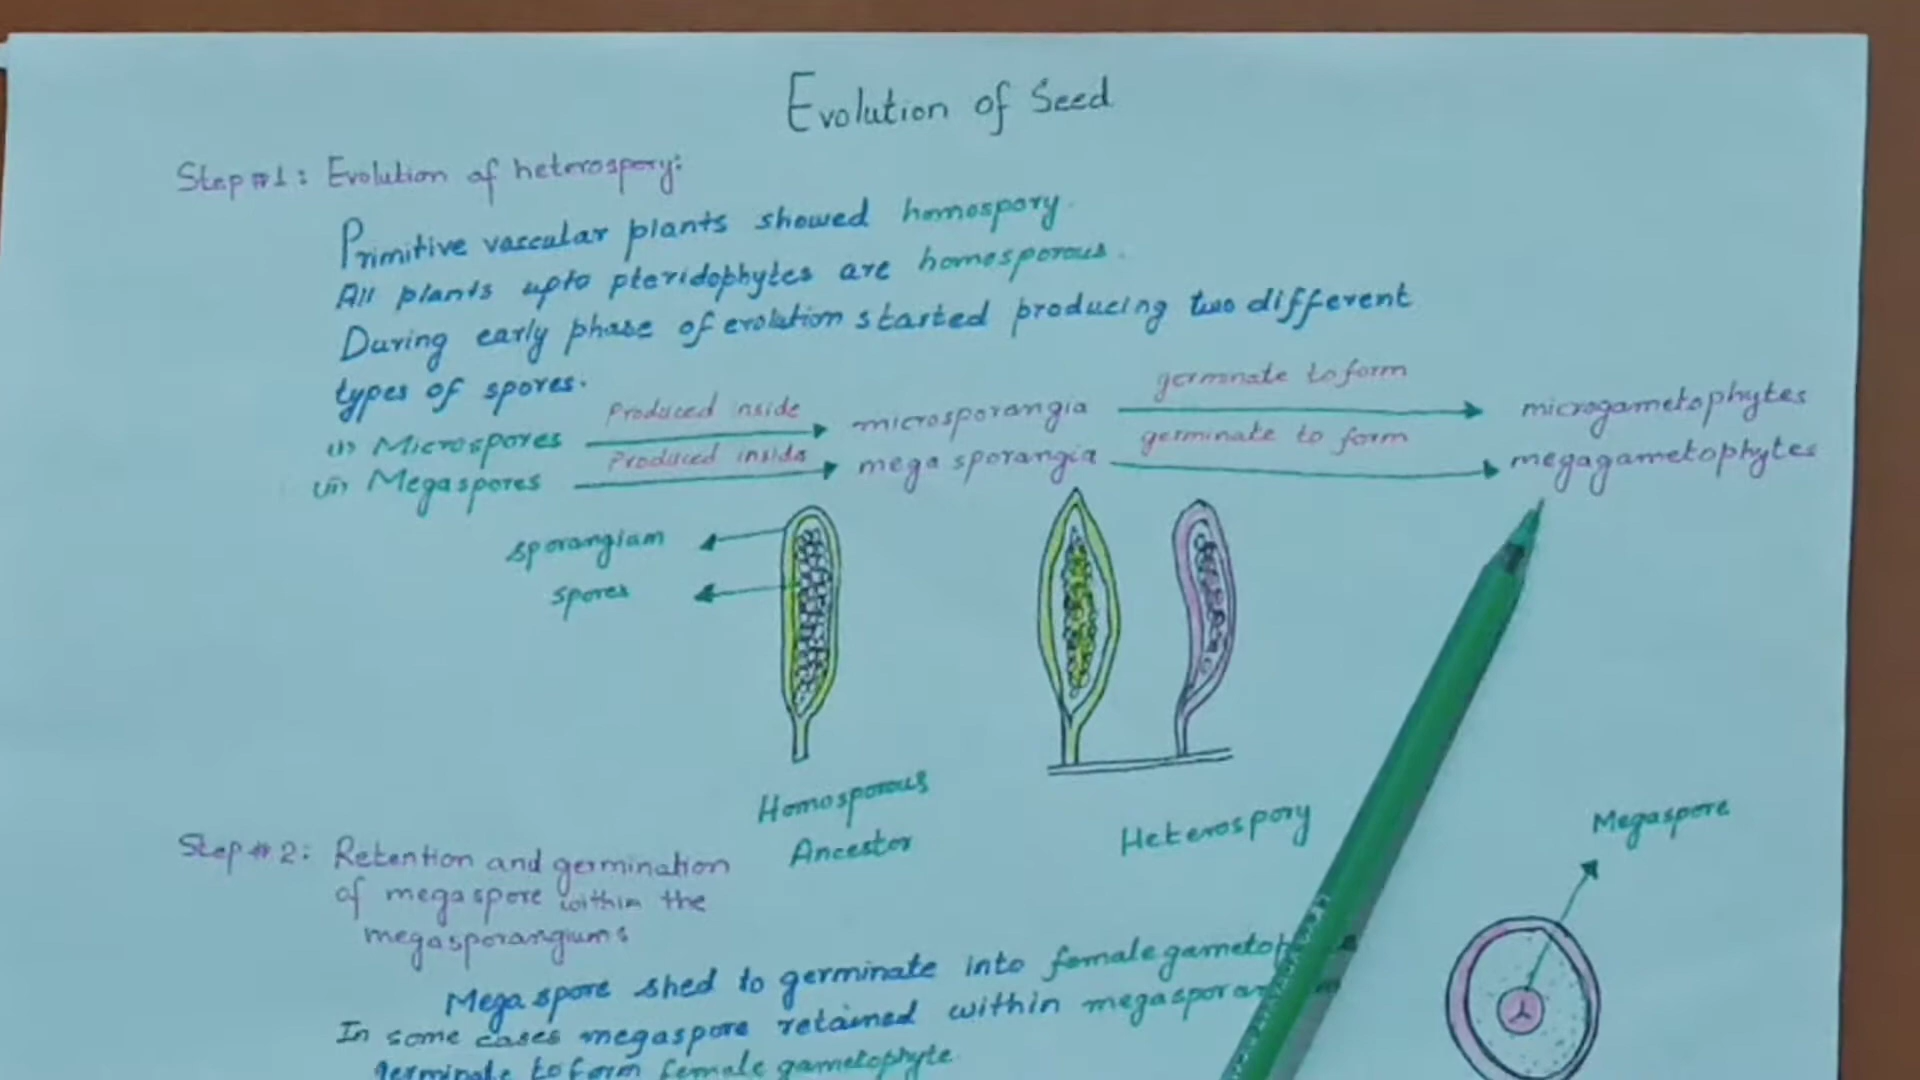 Evolution of Seed
Step #1: Evolution of heterospory:
Primitive vascular plants showed homospory.
All plants upto pteridophytes are homosporous.
During early phase of evolution started producing two different
types of spores.
(i) Microspores Produced inside microsporangia germinate to form microgametophytes
(ii) Megaspores Produced inside mega sporangia germinate to form megagametophytes
sporangium
spores
Homosporous
Ancestor
Heterospory
Megaspore
Step # 2: Retention and germination
of megaspore within the
megasporangium:
Mega spore shed to germinate into female
In some cases megaspore retained within
germinate to form female gametophyte